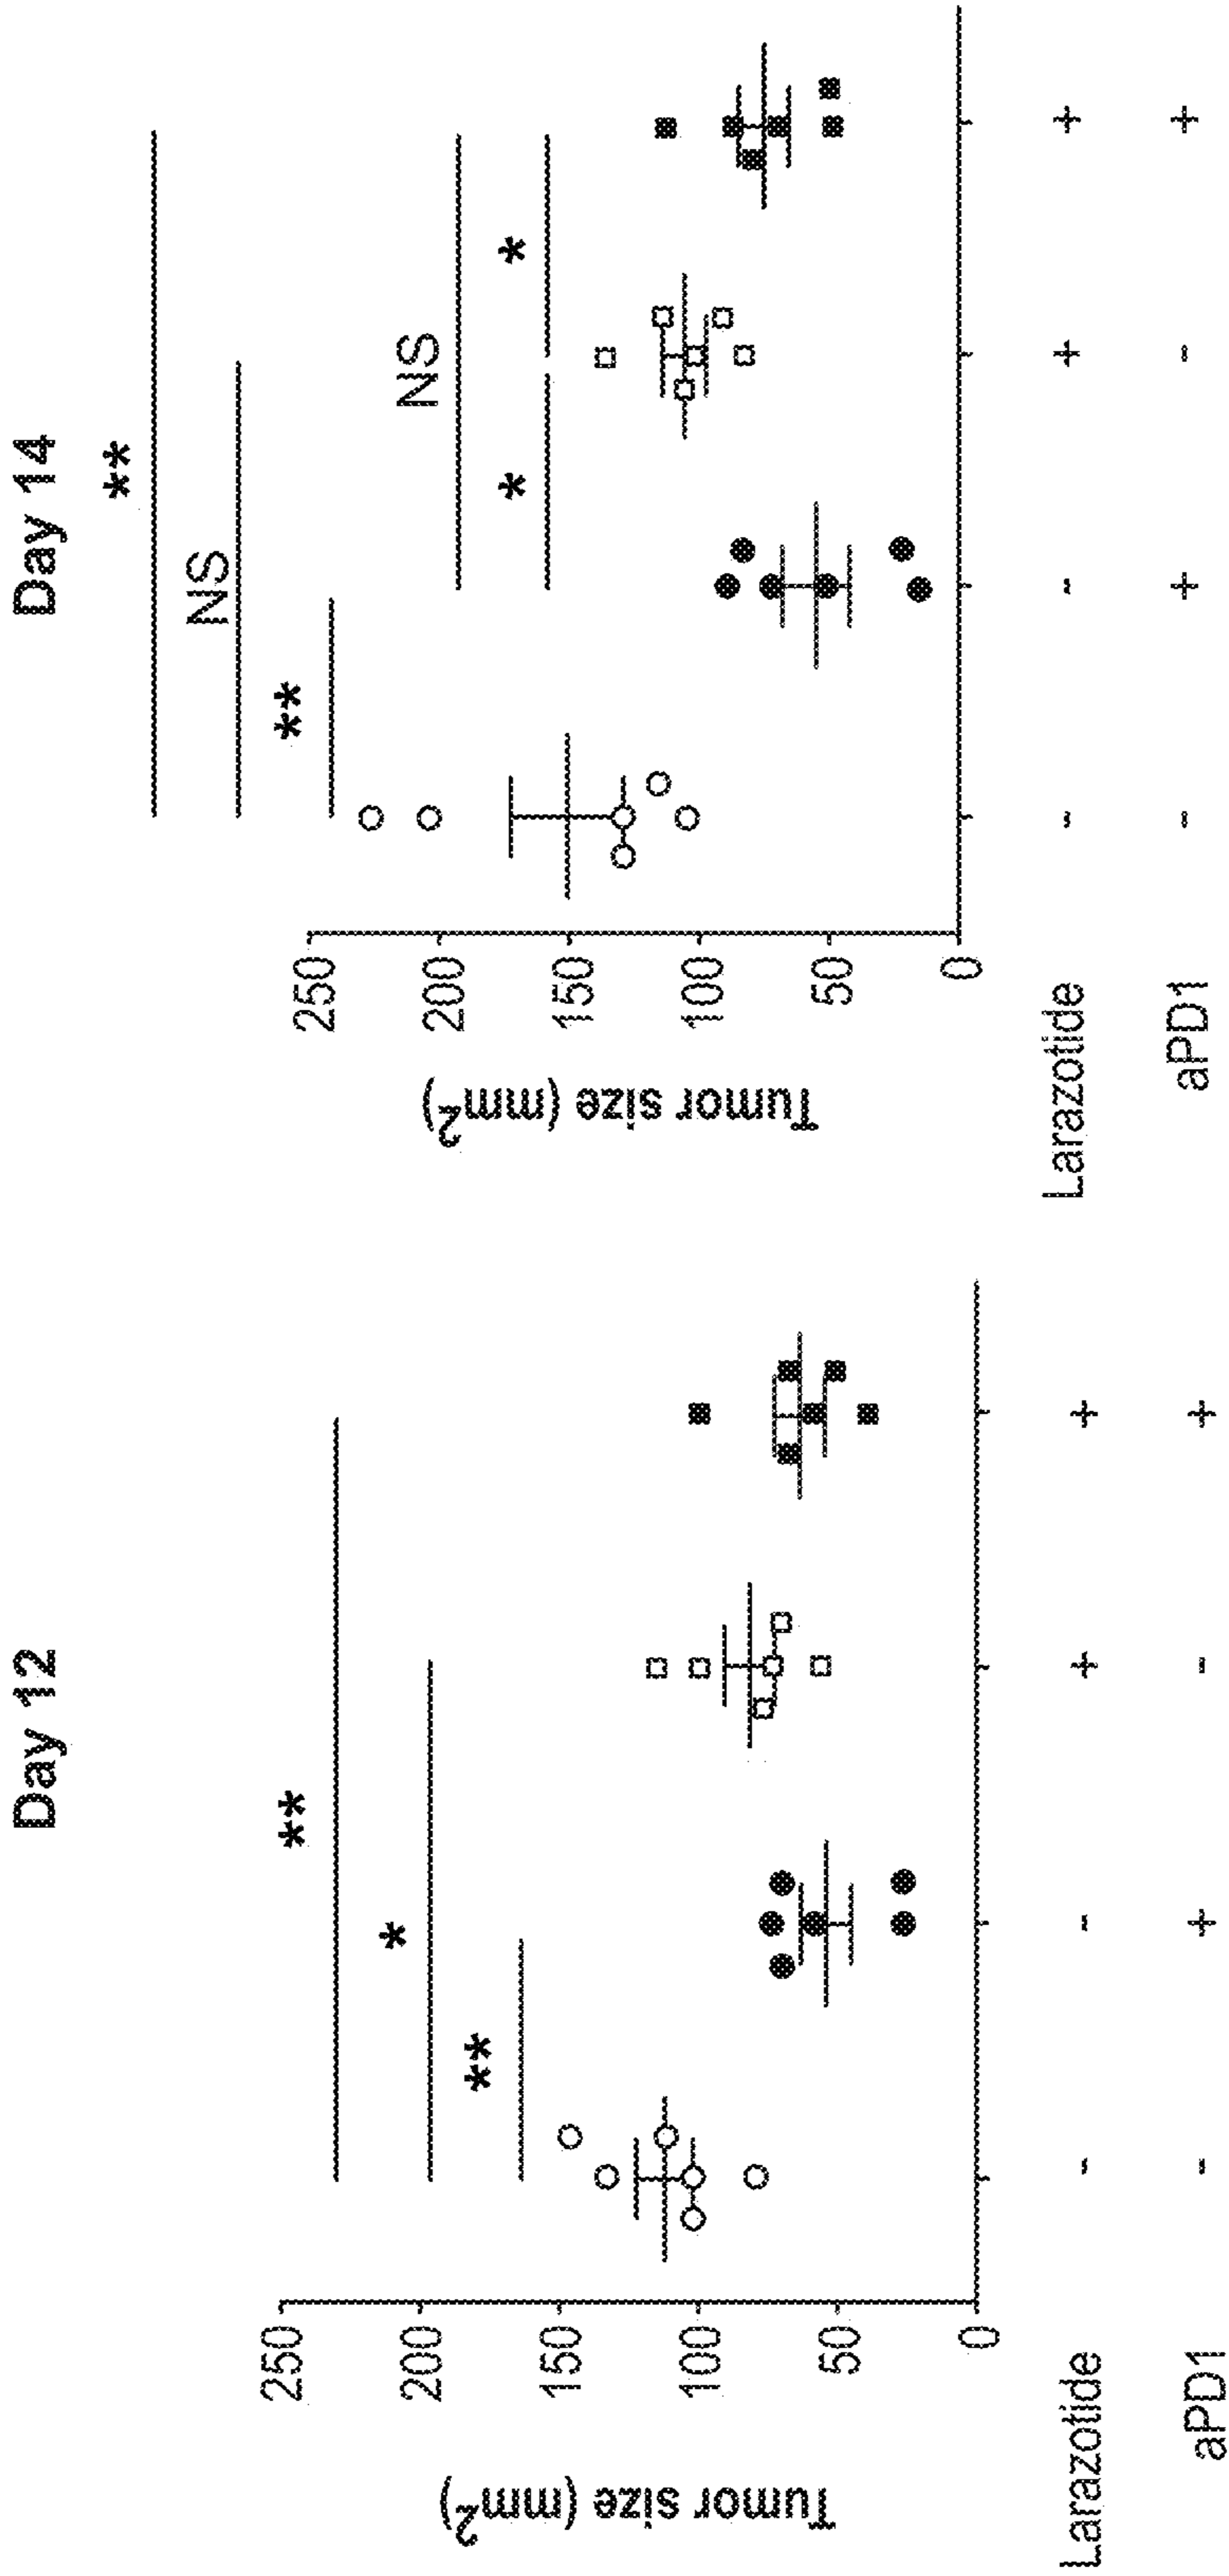 Day 12
**
*
**
250
200
150
100
50
0
Tumor size (mm²)
Larazotide - - + +
aPD1 - + - +
Day 14
**
NS
**
NS
* *
250
200
150
100
50
0
Tumor size (mm²)
Larazotide - - + +
aPD1 - + - +